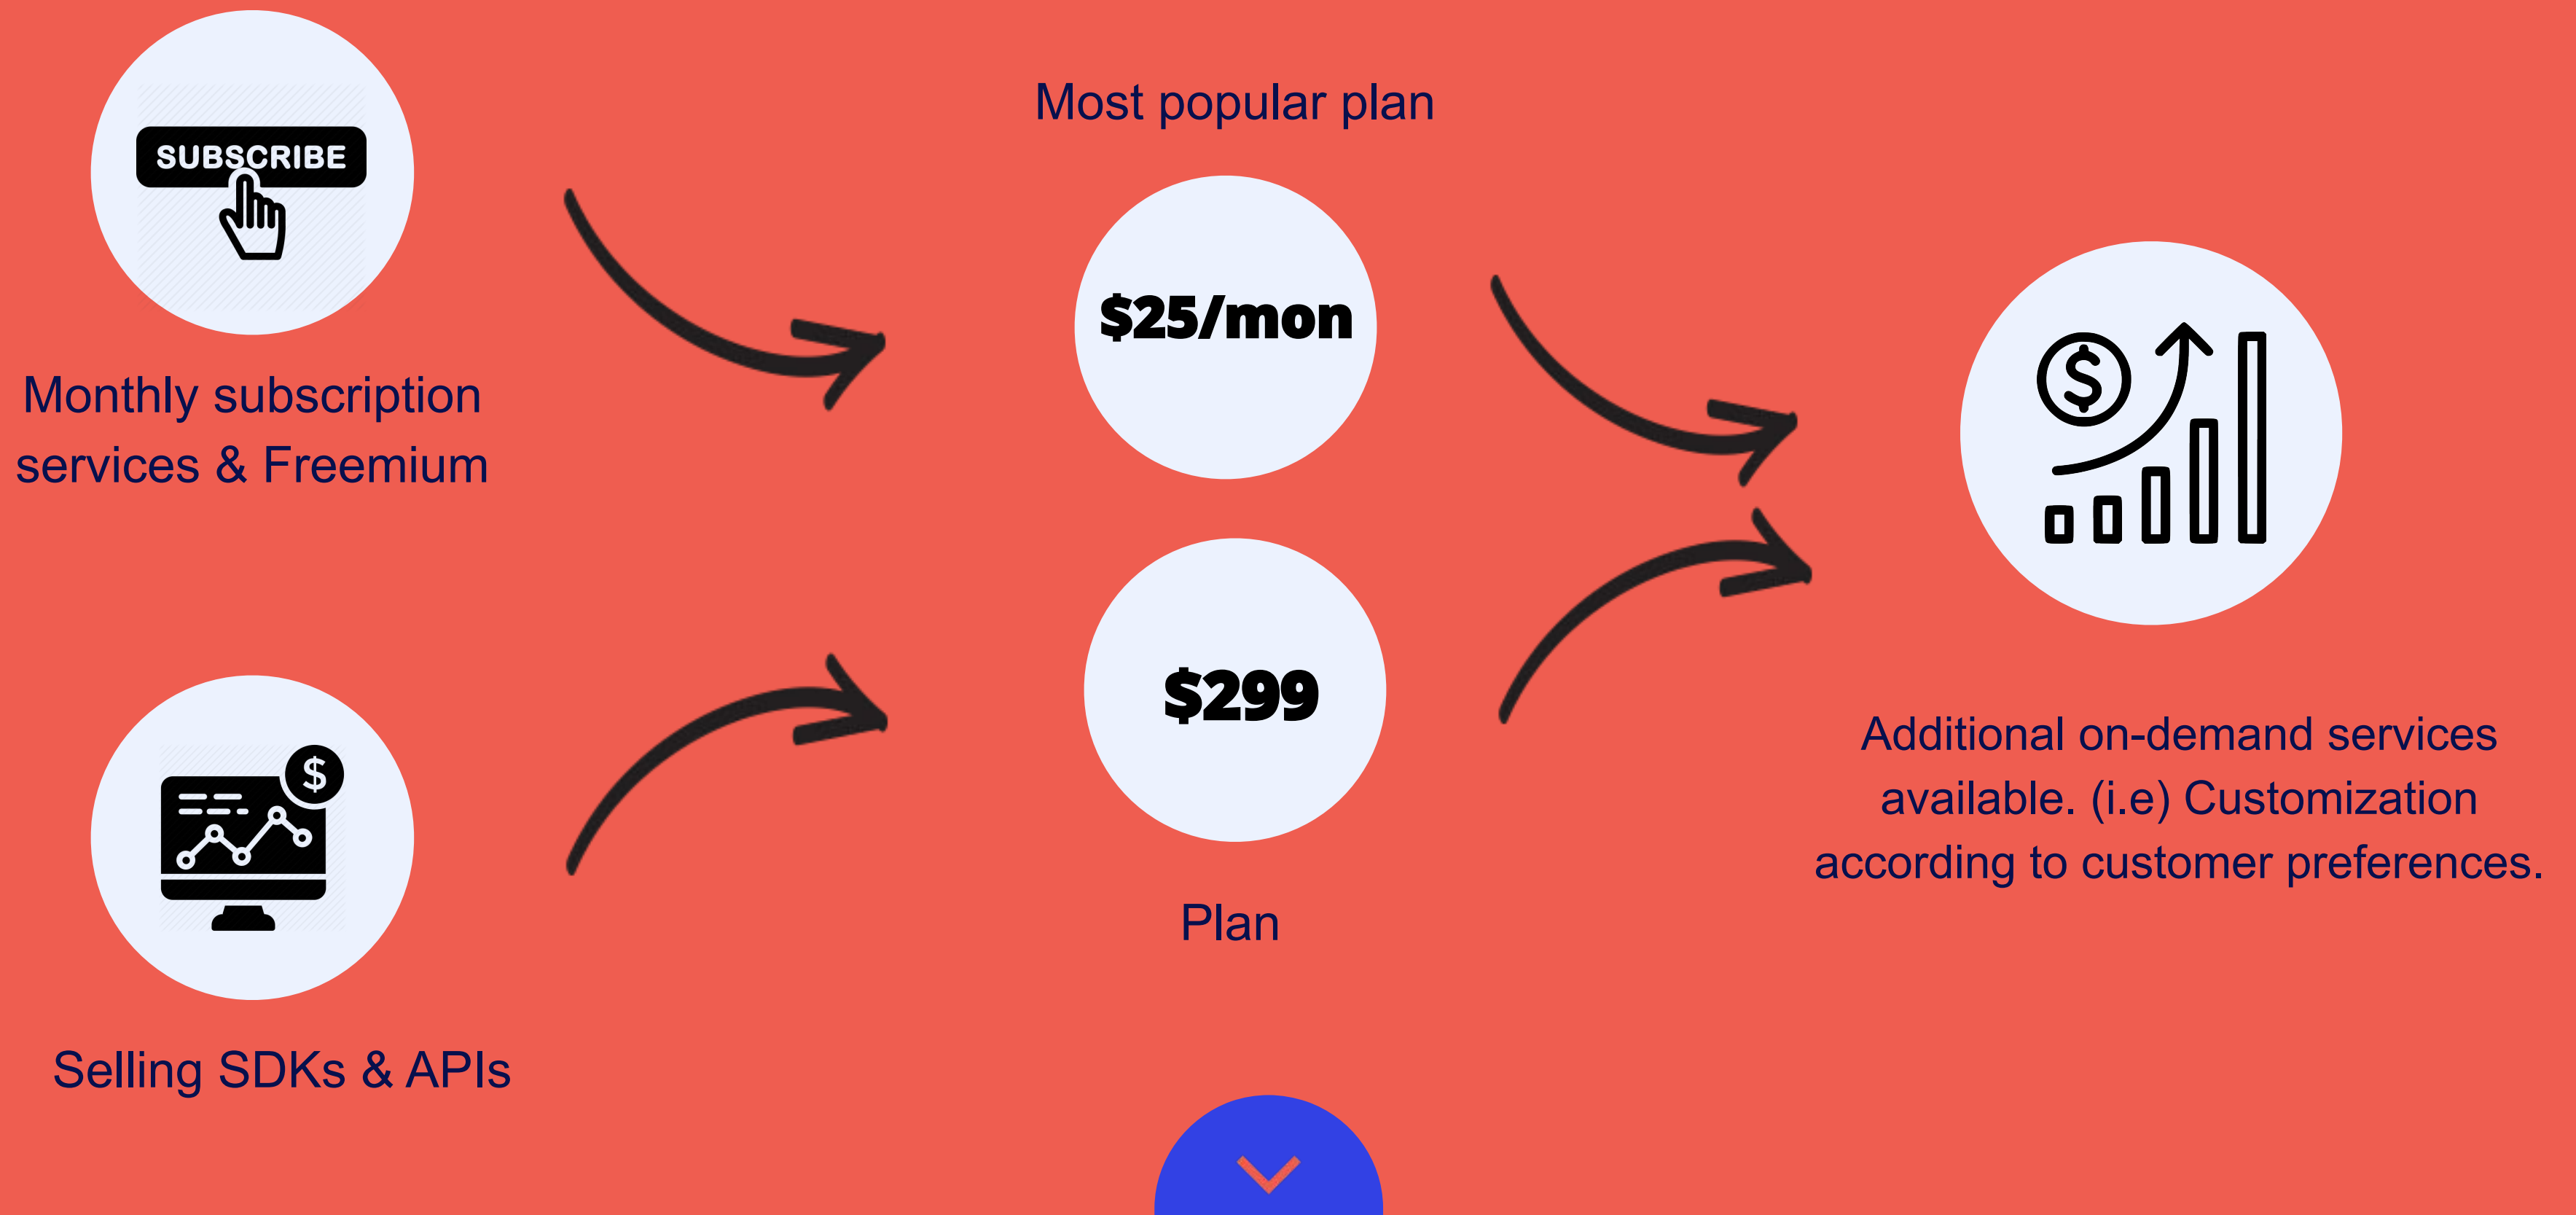 SUBSCRIBE
Monthly subscription
services & Freemium
$
Selling SDKs & APIs
Most popular plan
$25/mon
$299
Plan
$
Additional on-demand services
available. (i.e) Customization
according to customer preferences.